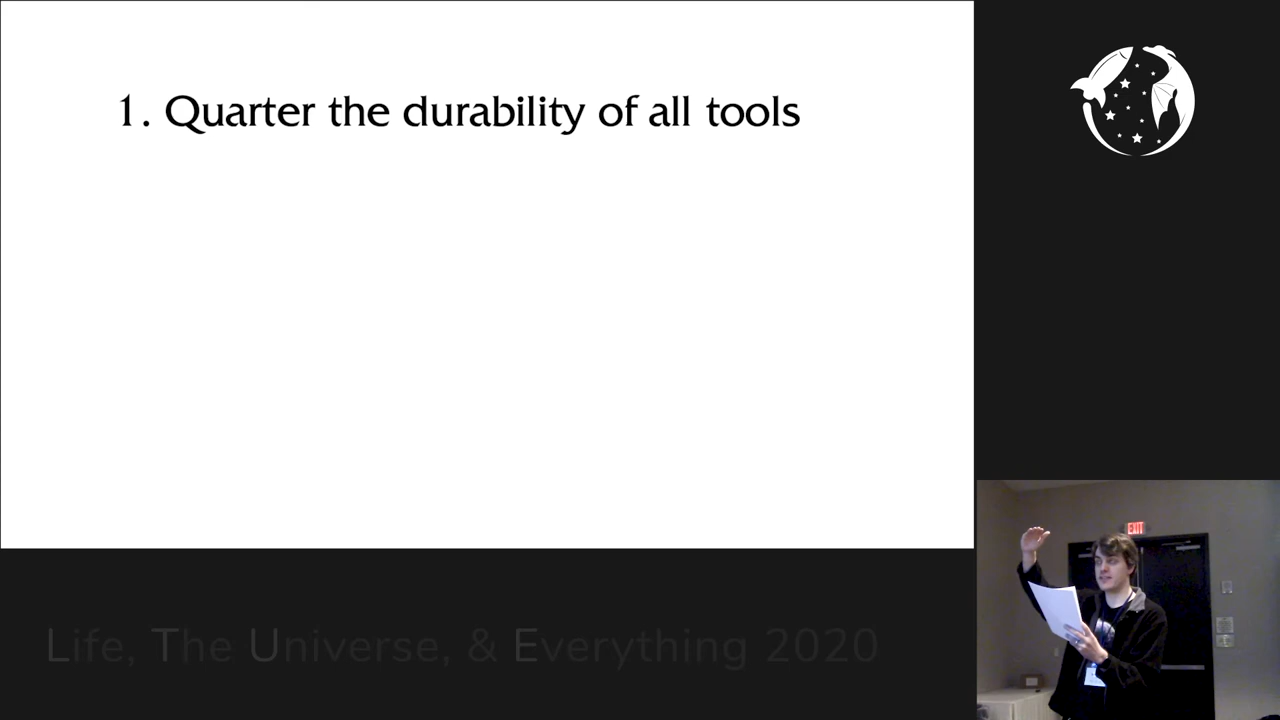 1. Quarter the durability of all tools
EXIT
Life, The Universe, & Everything 2020